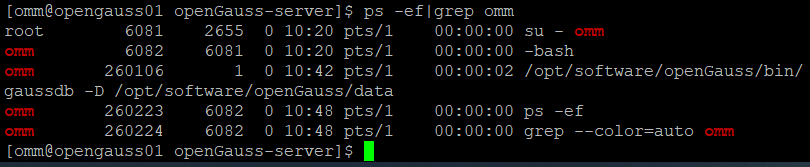 [omm@opengauss01 openGauss-server]$ ps -ef|grep omm
root 6081 2655 0 10:20 pts/1 00:00:00 su - omm
omm 6082 6081 0 10:20 pts/1 00:00:00 -bash
omm 260106 1 0 10:42 pts/1 00:00:02 /opt/software/openGauss/bin/
gaussdb -D /opt/software/openGauss/data
omm 260223 6082 0 10:48 pts/1 00:00:00 ps -ef
omm 260224 6082 0 10:48 pts/1 00:00:00 grep --color=auto omm
[omm@opengauss01 openGauss-server]$